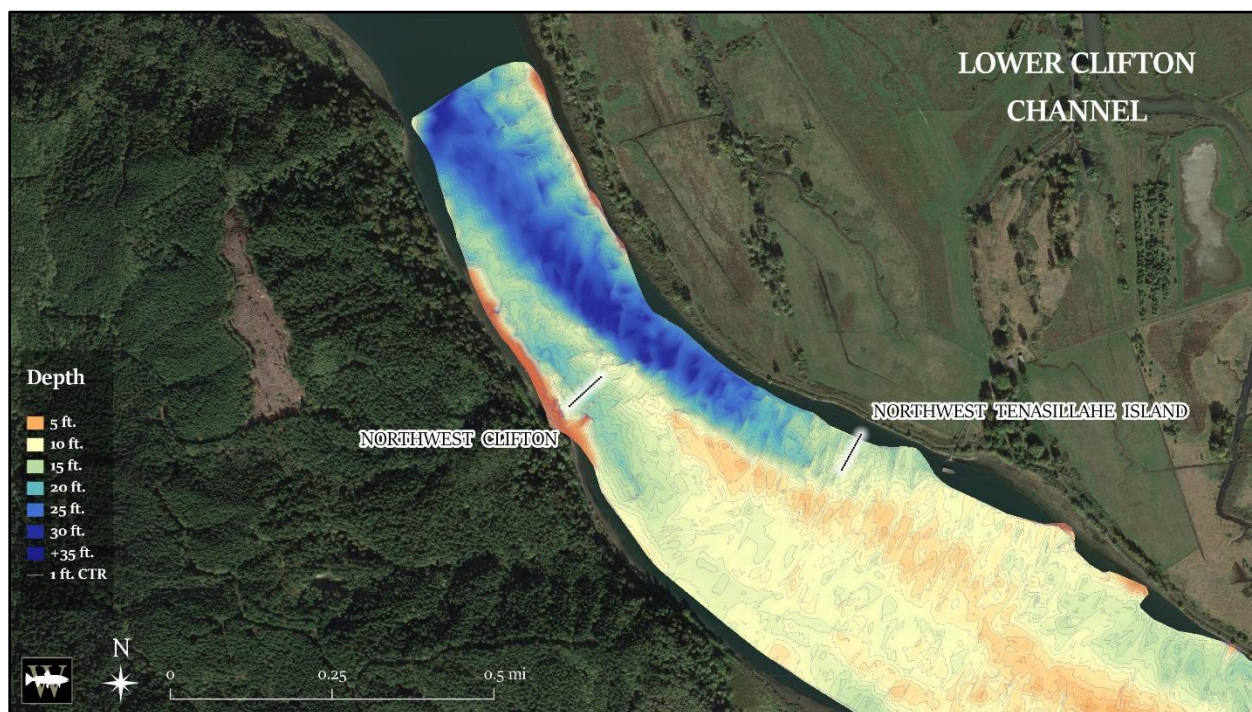 LOWER CLIFTON
CHANNEL
NORTHWEST TENASILLAHE ISLAND
NORTHWEST CLIFTON
Depth
5 ft.
10 ft.
15 ft.
20 ft.
25 ft.
30 ft.
+35 ft.
1 ft. CTR
N
0 0.25 0.5 mi
W